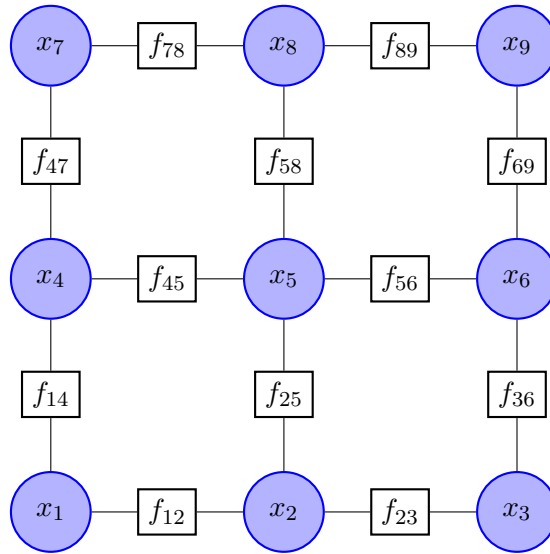 x₇ f₇₈ x₈ f₈₉ x₉
f₄₇ f₅₈ f₆₉
x₄ f₄₅ x₅ f₅₆ x₆
f₁₄ f₂₅ f₃₆
x₁ f₁₂ x₂ f₂₃ x₃